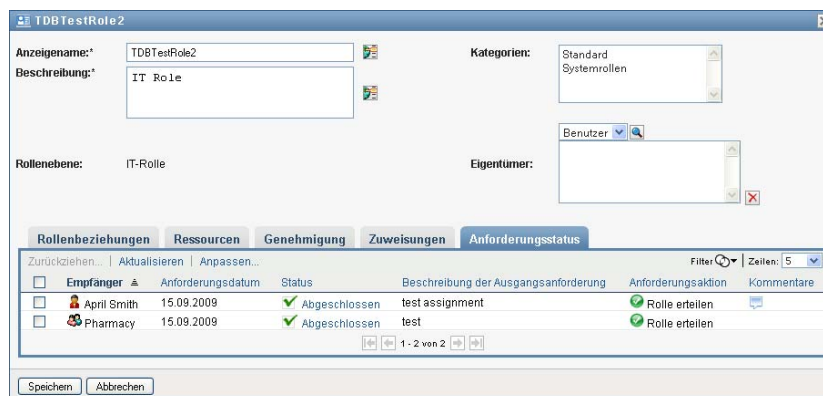 TDBTestRole2
Anzeigename:* TDBTestRole2 Kategorien: Standard
Systemrollen
Beschreibung:* IT Role
Benutzer
Rollenebene: IT-Rolle Eigentümer:
Rollenbeziehungen Ressourcen Genehmigung Zuweisungen Anforderungsstatus
Zurückziehen... | Aktualisieren | Anpassen... Filter | Zeilen: 5
Empfänger Anforderungsdatum Status Beschreibung der Ausgangsanforderung Anforderungsaktion Kommentare
April Smith 15.09.2009 Abgeschlossen test assignment Rolle erteilen
Pharmacy 15.09.2009 Abgeschlossen test Rolle erteilen
1 - 2 von 2
Speichern Abbrechen